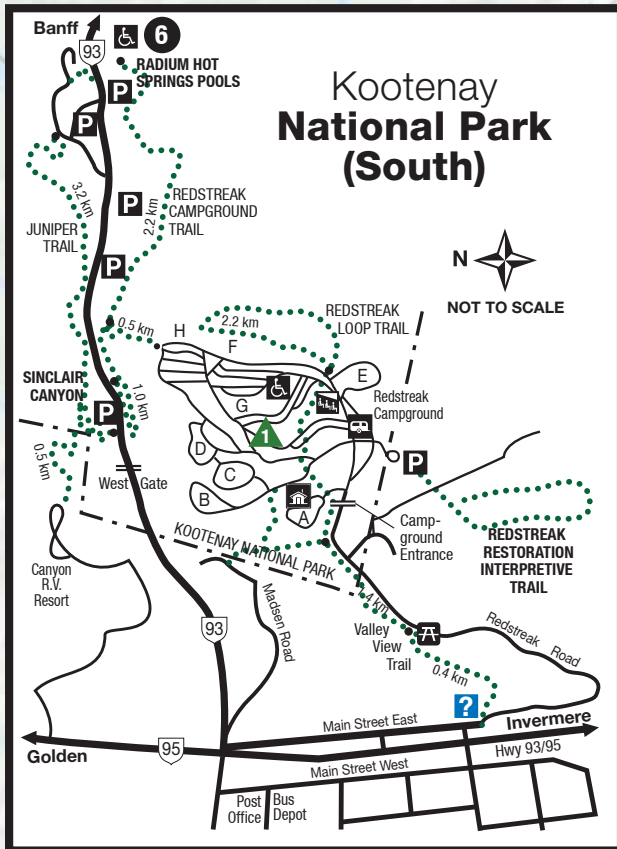 Banff
93
6
RADIUM HOT
SPRINGS POOLS
P
P
Kootenay
National Park
(South)
3.2 km
JUNIPER
TRAIL
2.2 km
P
REDSTREAK
CAMPGROUND
TRAIL
P
N
NOT TO SCALE
0.5 km
H
2.2 km
F
REDSTREAK
LOOP TRAIL
SINCLAIR
CANYON
P
1.0 km
G
E
Redstreak
Campground
1
D
C
B
A
P
0.5 km
West Gate
Camp-
ground
Entrance
REDSTREAK
RESTORATION
INTERPRETIVE
TRAIL
KOOTENAY NATIONAL PARK
Canyon
R.V.
Resort
93
Madsen Road
1.4 km
Valley
View
Trail
0.4 km
Redstreak Road
?
Main Street East
Invermere
Golden
95
Hwy 93/95
Main Street West
Post
Office
Bus
Depot